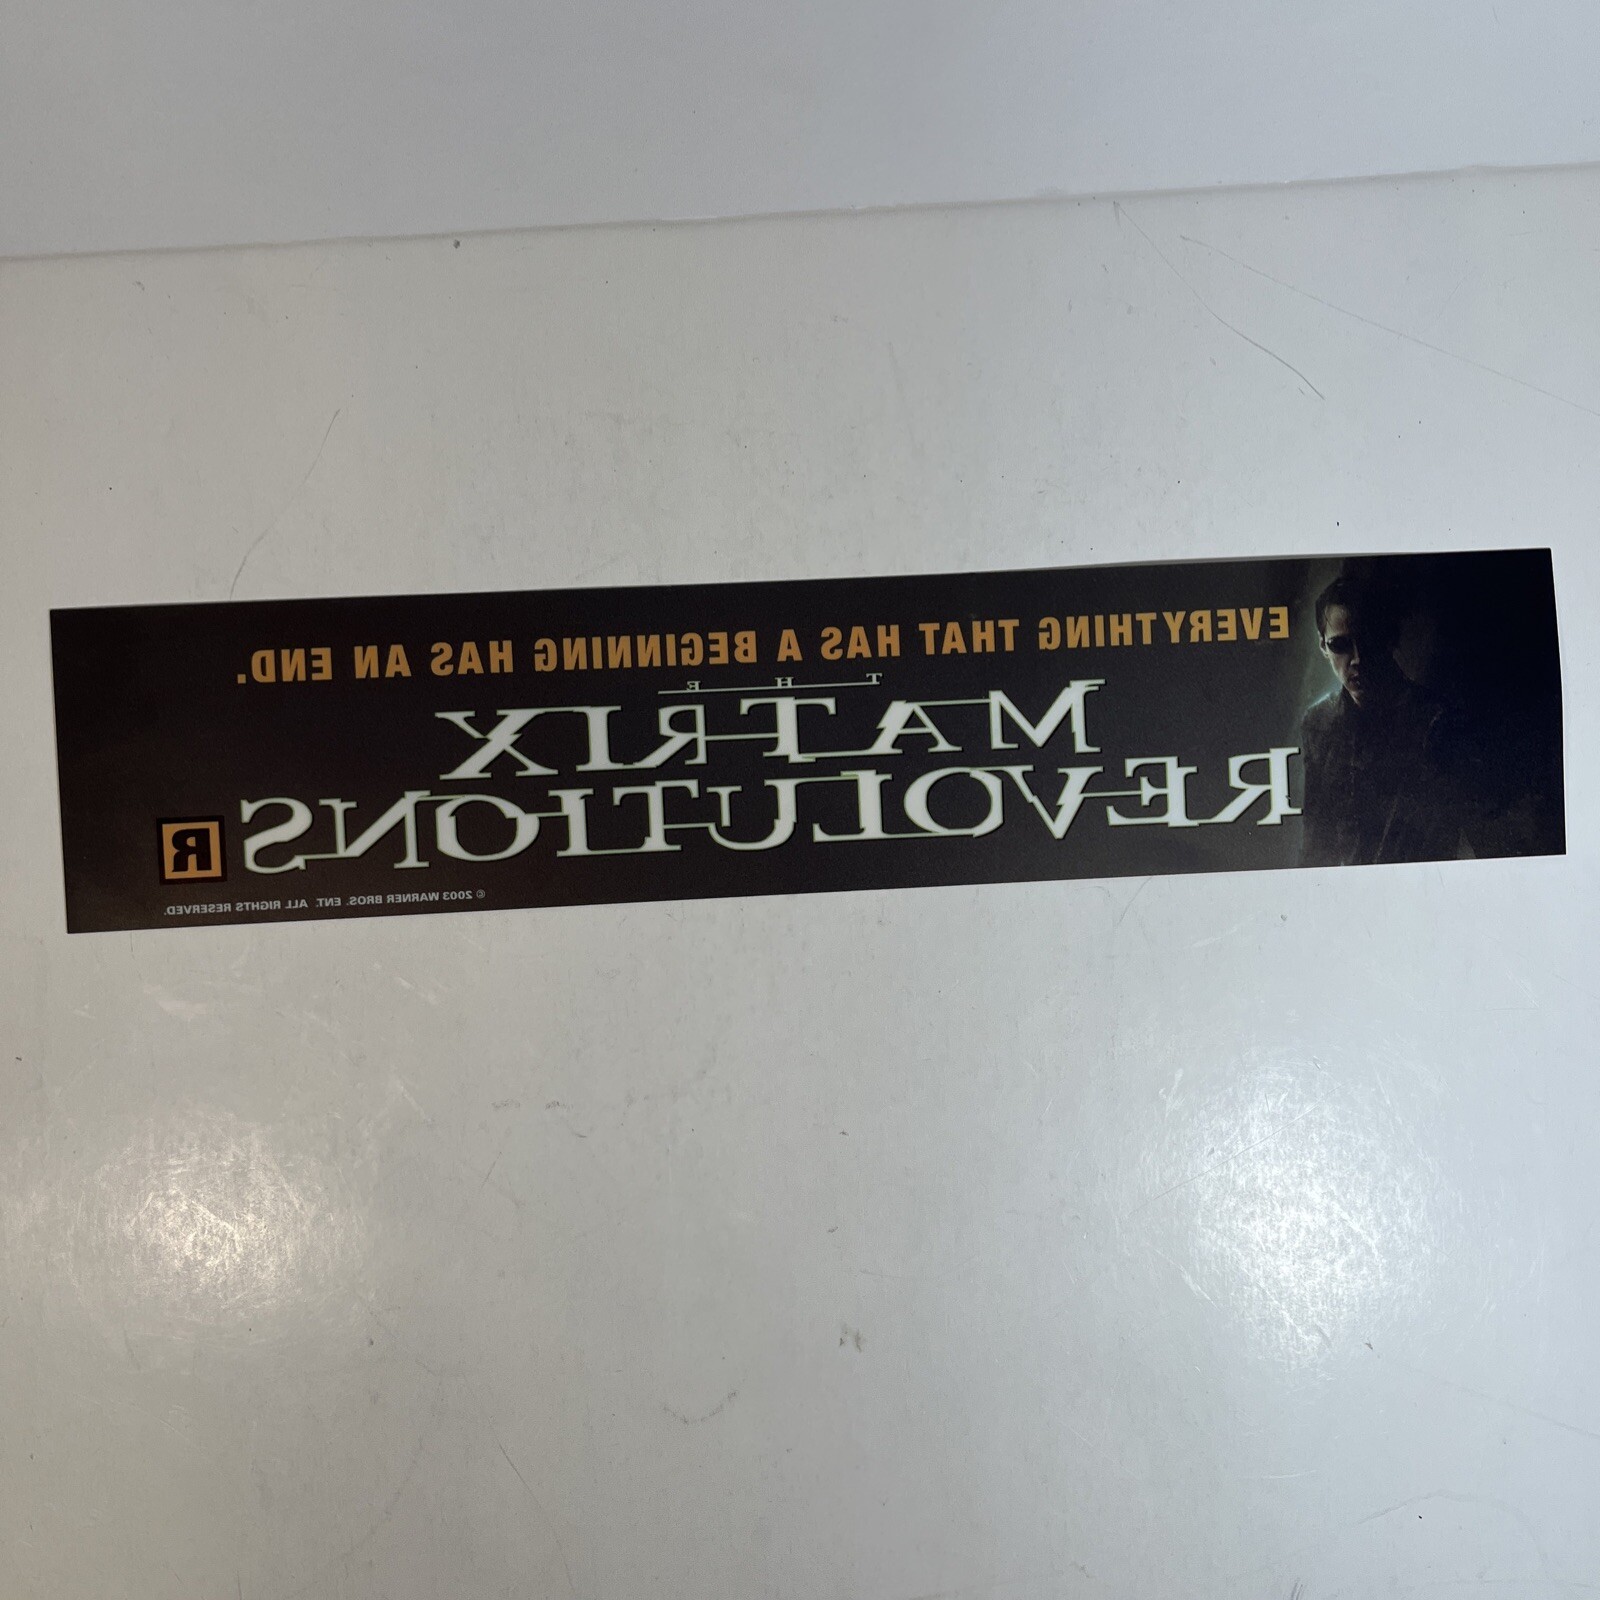 EVERYTHING THAT HAS A BEGINNING HAS AN END.
THE
MATRIX
REVOLUTIONS
R
© 2003 WARNER BROS. ENT. ALL RIGHTS RESERVED.